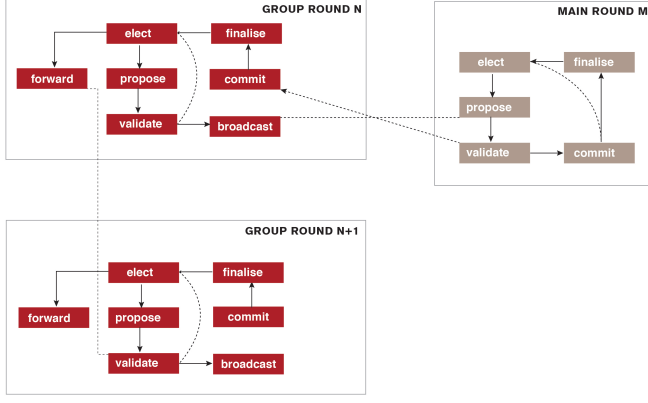 GROUP ROUND N
elect
finalise
forward
propose
commit
validate
broadcast
MAIN ROUND M
elect
finalise
propose
validate
commit
GROUP ROUND N+1
elect
finalise
forward
propose
commit
validate
broadcast